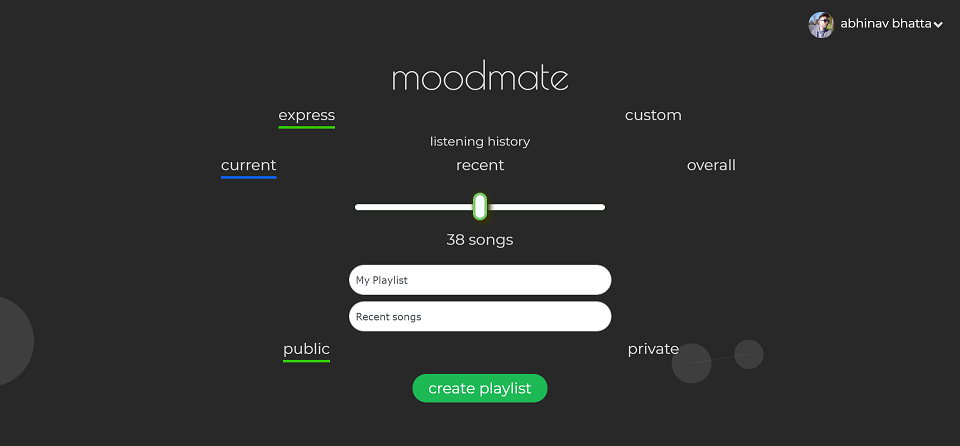 abhinav bhatta
moodmate
express custom
listening history
current recent overall
38 songs
My Playlist
Recent songs
public private
create playlist